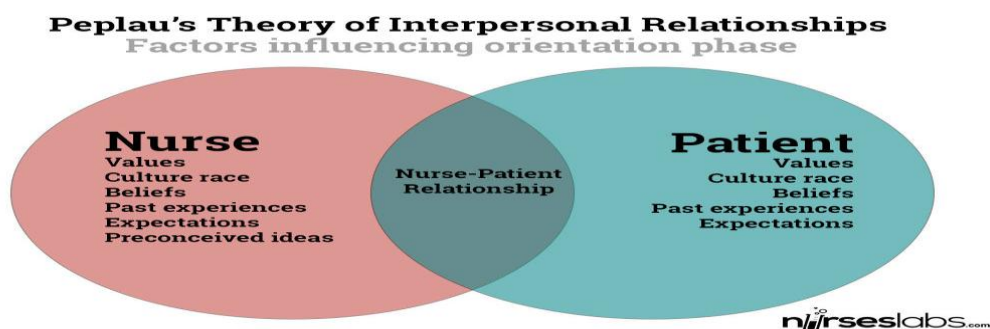 Peplau's Theory of Interpersonal Relationships
Factors influencing orientation phase
Nurse
Values
Culture race
Beliefs
Past experiences
Expectations
Preconceived ideas
Nurse-Patient
Relationship
Patient
Values
Culture race
Beliefs
Past experiences
Expectations
nurseslabs.com